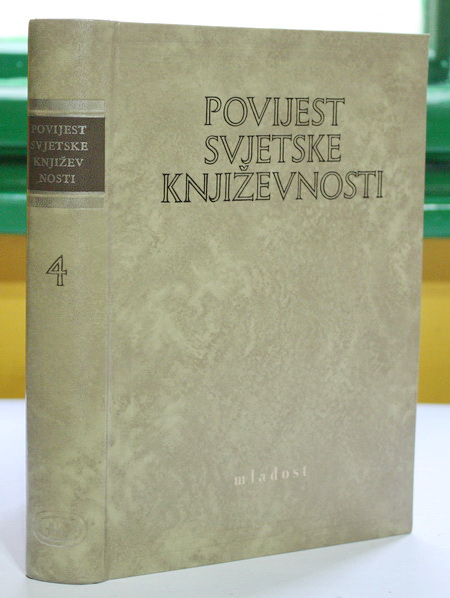 POVIJEST
SVJETSKE
KNJIŽEV
NOSTI
4
POVIJEST
SVJETSKE
KNJIŽEVNOSTI
mladost